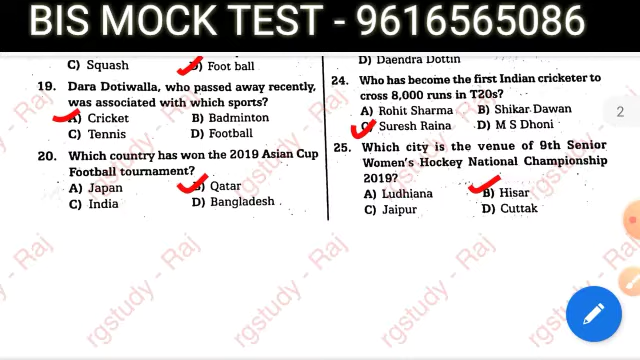 BIS MOCK TEST - 9616565086
C) Squash
D) Foot ball
19. Dara Dotiwalla, who passed away recently,
was associated with which sports?
A) Cricket
B) Badminton
C) Tennis
D) Football
20. Which country has won the 2019 Asian Cup
Football tournament?
A) Japan
B) Qatar
C) India
D) Bangladesh
D) Daendra Dottin
24. Who has become the first Indian cricketer to
cross 8,000 runs in T20s?
A) Rohit Sharma
B) Shikar Dawan
C) Suresh Raina
D) M S Dhoni
25. Which city is the venue of 9th Senior
Women's Hockey National Championship
2019?
A) Ludhiana
B) Hisar
C) Jaipur
D) Cuttak
2
rgstudy - Raj
rgstudy - Raj
rgstudy - Raj
rgstudy - Raj